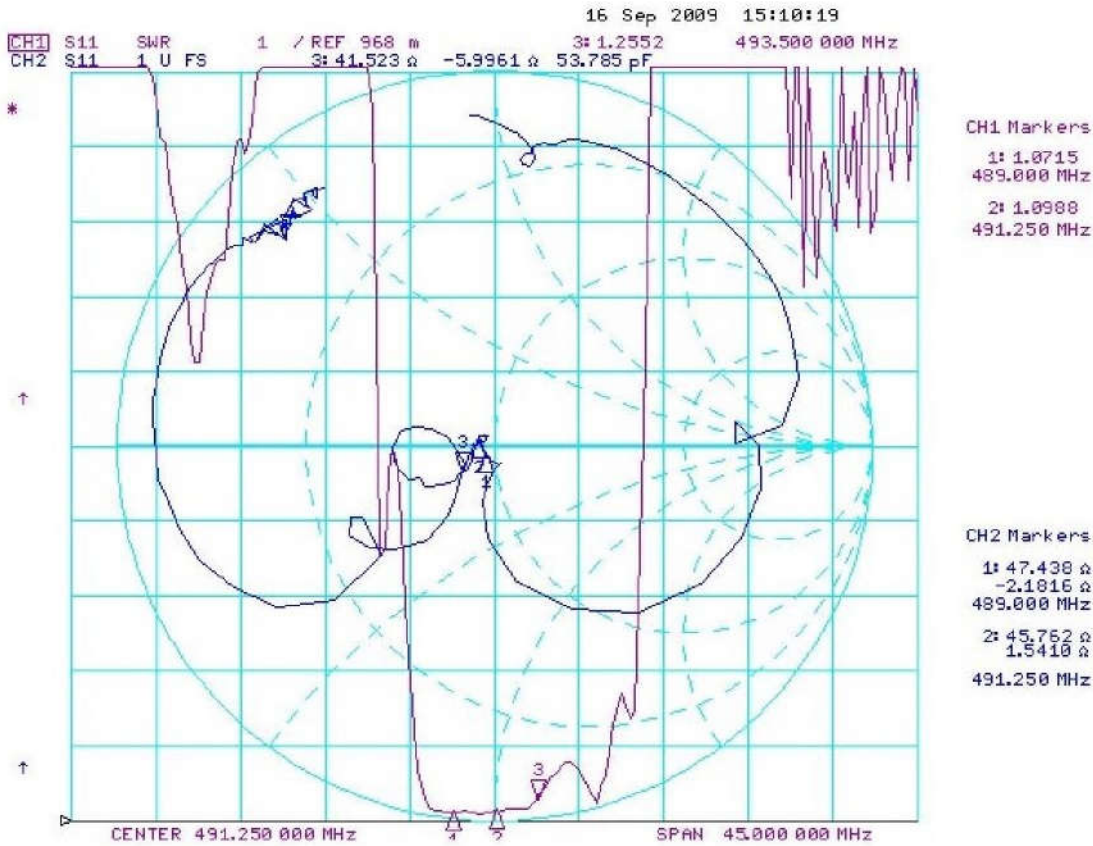 16 Sep 2009 15:10:19
CH1 S11 SWR 1 / REF 968 m 3: 1.2552 493.500 000 MHz
CH2 S11 1 U FS 3: 41.523 Ω -5.9961 Ω 53.785 pF
*
CH1 Markers
1: 1.0715
489.000 MHz
2: 1.0988
491.250 MHz
↑
3
1
CH2 Markers
1: 47.438 Ω
-2.1816 Ω
489.000 MHz
2: 45.762 Ω
1.5410 Ω
491.250 MHz
↑
3
CENTER 491.250 000 MHz SPAN 45.000 000 MHz